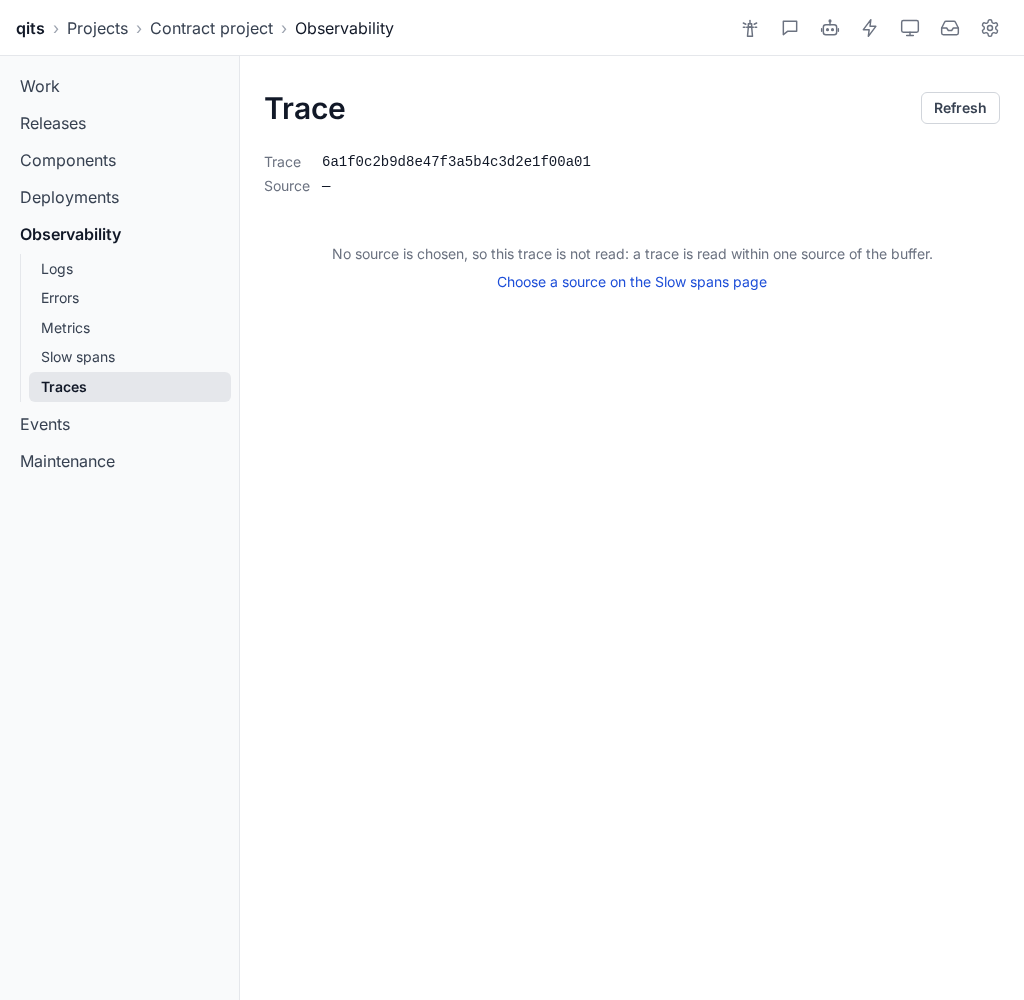 qits › Projects › Contract project › Observability
Work
Releases
Components
Deployments
Observability
Logs
Errors
Metrics
Slow spans
Traces
Events
Maintenance
Trace
Refresh
Trace 6a1f0c2b9d8e47f3a5b4c3d2e1f00a01
Source —
No source is chosen, so this trace is not read: a trace is read within one source of the buffer.
Choose a source on the Slow spans page